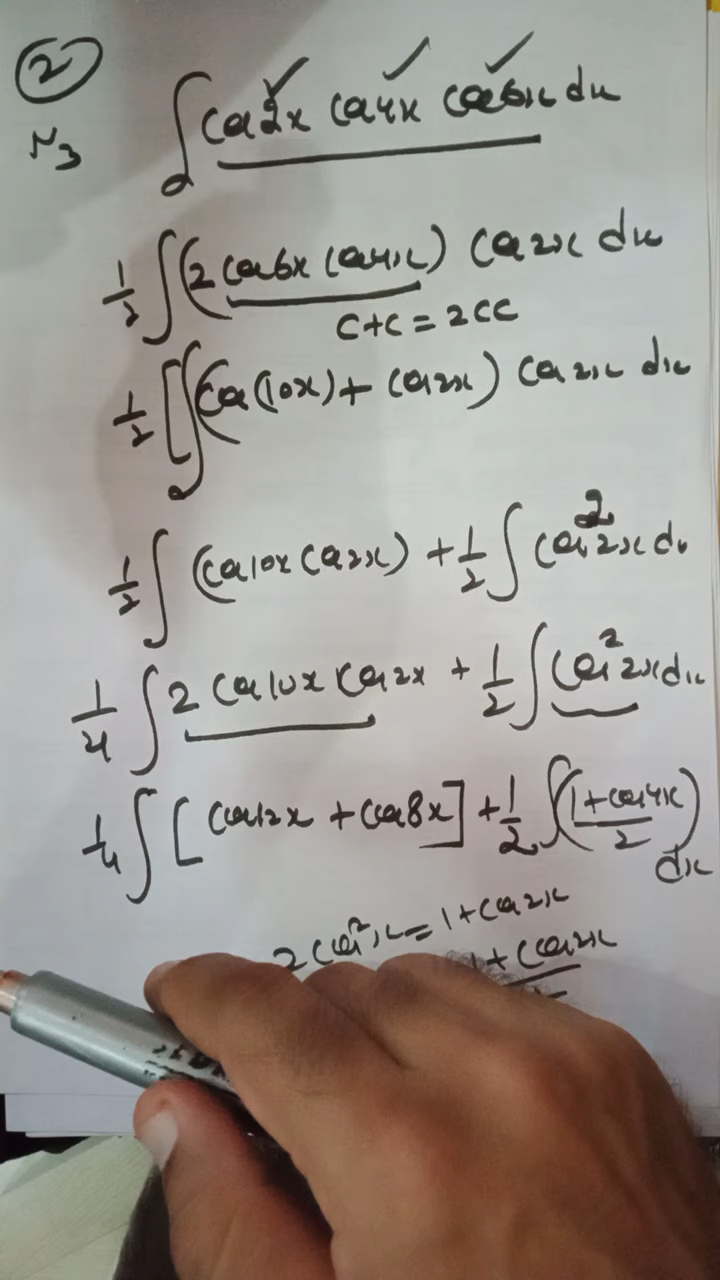 ②
N3
∫ cos2x cos4x cos6x dx
1/2 ∫(2 cos6x cos4x) cos2x dx
C+C = 2CC
1/2 [∫(cos(10x) + cos2x) cos2x dx
1/2 ∫ (cos10x cos2x) + 1/2 ∫ cos²2x dx
1/4 ∫ 2 cos10x cos2x + 1/2 ∫ cos²2x dx
1/4 ∫ [cos12x + cos8x] + 1/2 ∫(1+cos4x/2) dx
2cos²x = 1+cos2x
1+cos2x